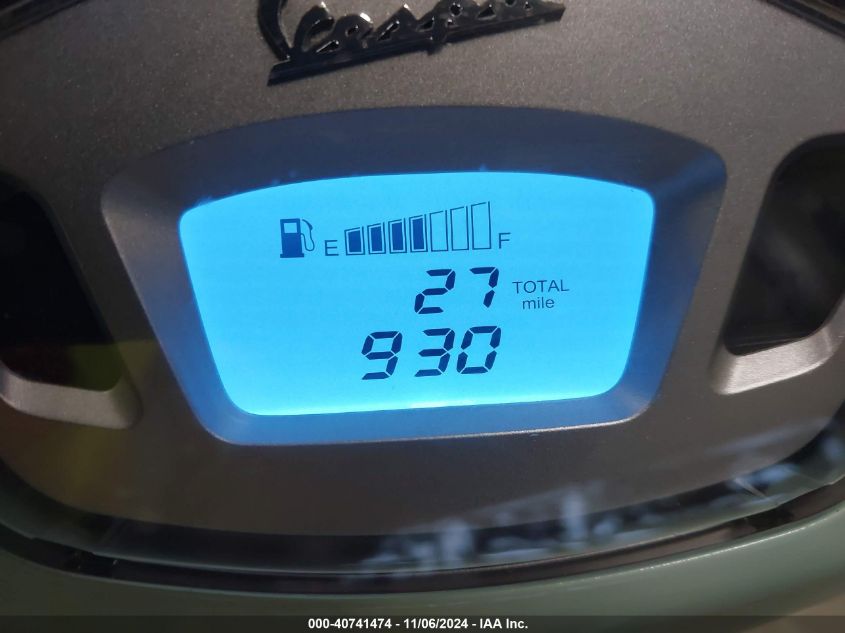 Vespa
E F
27 TOTAL
mile
930
000-40741474 - 11/06/2024 - IAA Inc.